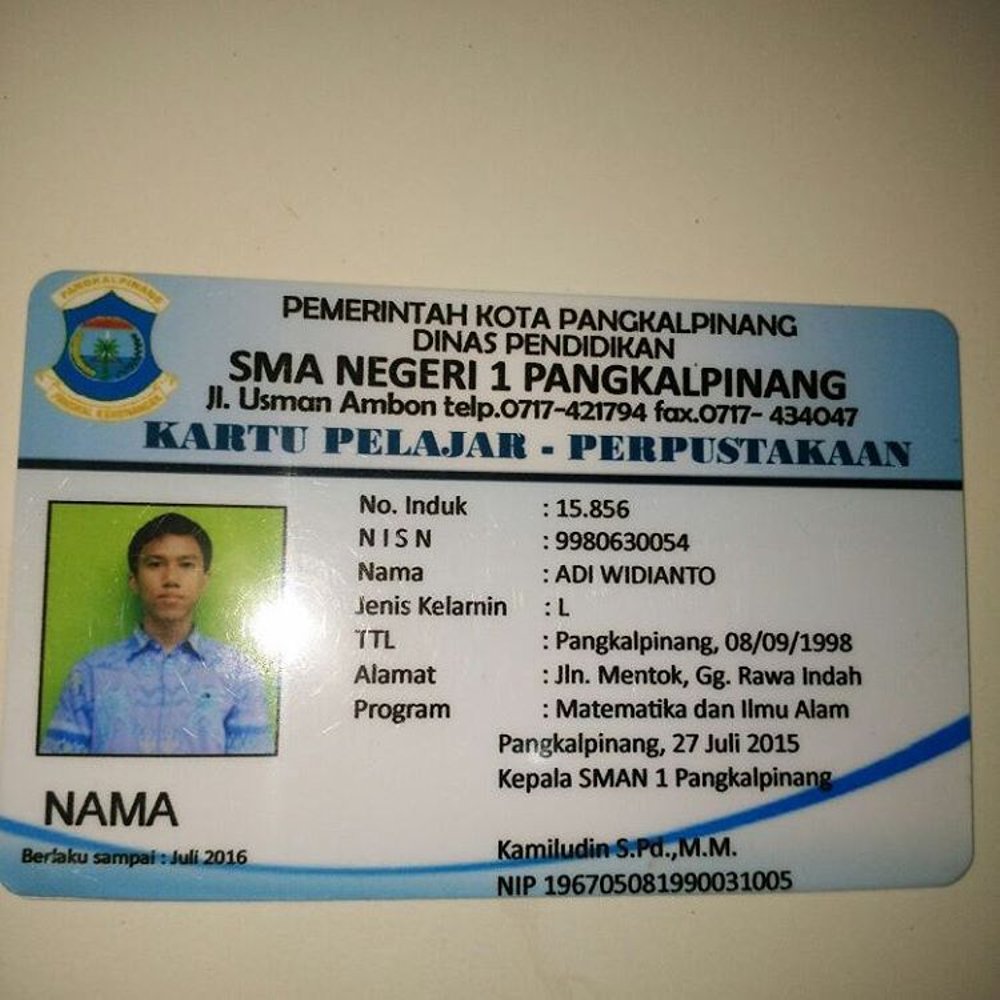 PANGKALPINANG
PEMERINTAH KOTA PANGKALPINANG
DINAS PENDIDIKAN
SMA NEGERI 1 PANGKALPINANG
Jl. Usman Ambon telp.0717-421794 fax.0717- 434047
KARTU PELAJAR - PERPUSTAKAAN
No. Induk : 15.856
N I S N : 9980630054
Nama : ADI WIDIANTO
Jenis Kelamin : L
TTL : Pangkalpinang, 08/09/1998
Alamat : Jln. Mentok, Gg. Rawa Indah
Program : Matematika dan Ilmu Alam
Pangkalpinang, 27 Juli 2015
Kepala SMAN 1 Pangkalpinang
NAMA
Berlaku sampai : Juli 2016
Kamiludin S.Pd.,M.M.
NIP 196705081990031005